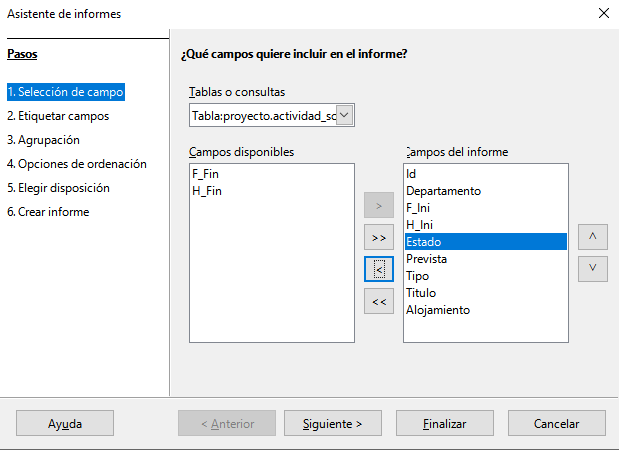 Asistente de informes
Pasos
1. Selección de campo
2. Etiquetar campos
3. Agrupación
4. Opciones de ordenación
5. Elegir disposición
6. Crear informe
¿Qué campos quiere incluir en el informe?
Tablas o consultas
Tabla:proyecto.actividad_sc
Campos disponibles
F_Fin
H_Fin
>
>>
<
<<
Campos del informe
Id
Departamento
F_Ini
H_Ini
Estado
Prevista
Tipo
Titulo
Alojamiento
Ayuda
< Anterior
Siguiente >
Finalizar
Cancelar